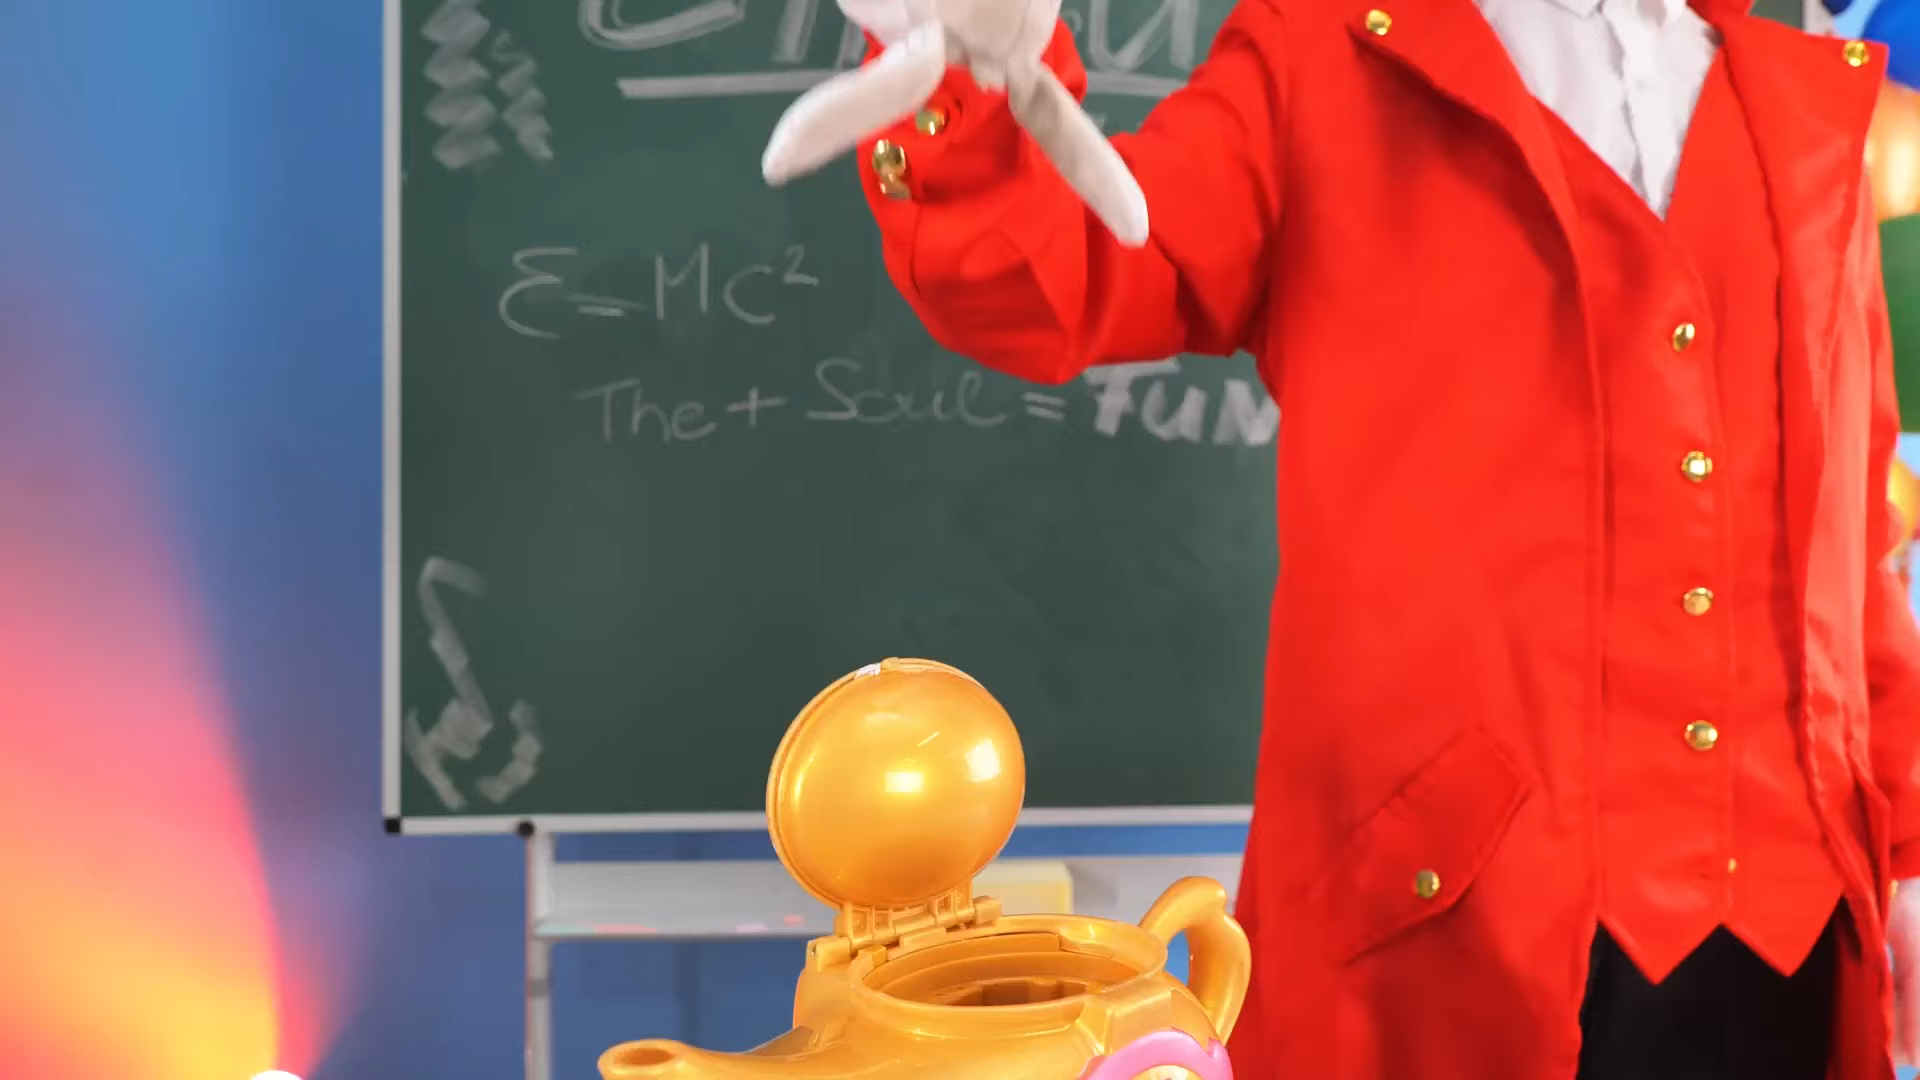 E=MC²
The + Soul = FUN